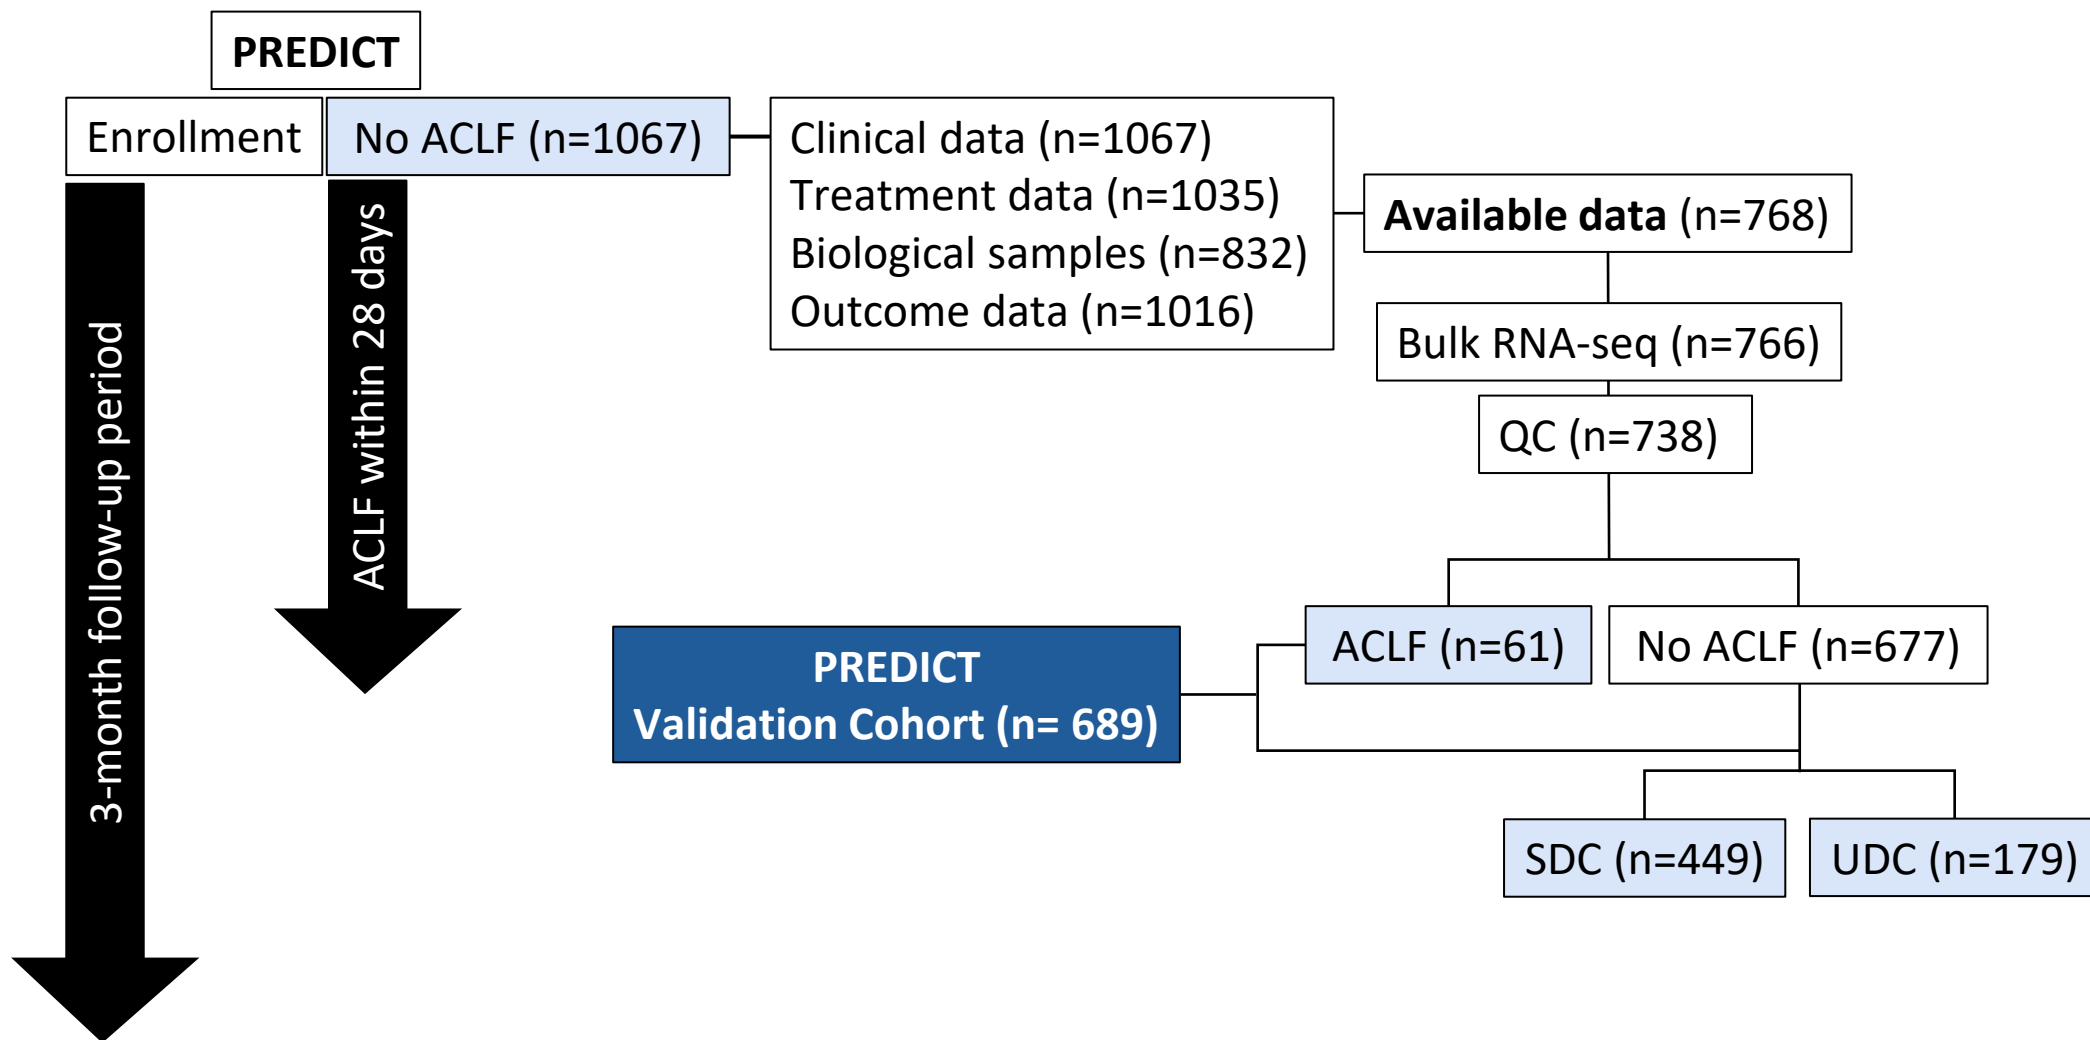 PREDICT
Enrollment
No ACLF (n=1067)
Clinical data (n=1067)
Treatment data (n=1035)
Biological samples (n=832)
Outcome data (n=1016)
Available data (n=768)
Bulk RNA-seq (n=766)
QC (n=738)
3-month follow-up period
ACLF within 28 days
ACLF (n=61)
No ACLF (n=677)
PREDICT
Validation Cohort (n= 689)
SDC (n=449)
UDC (n=179)